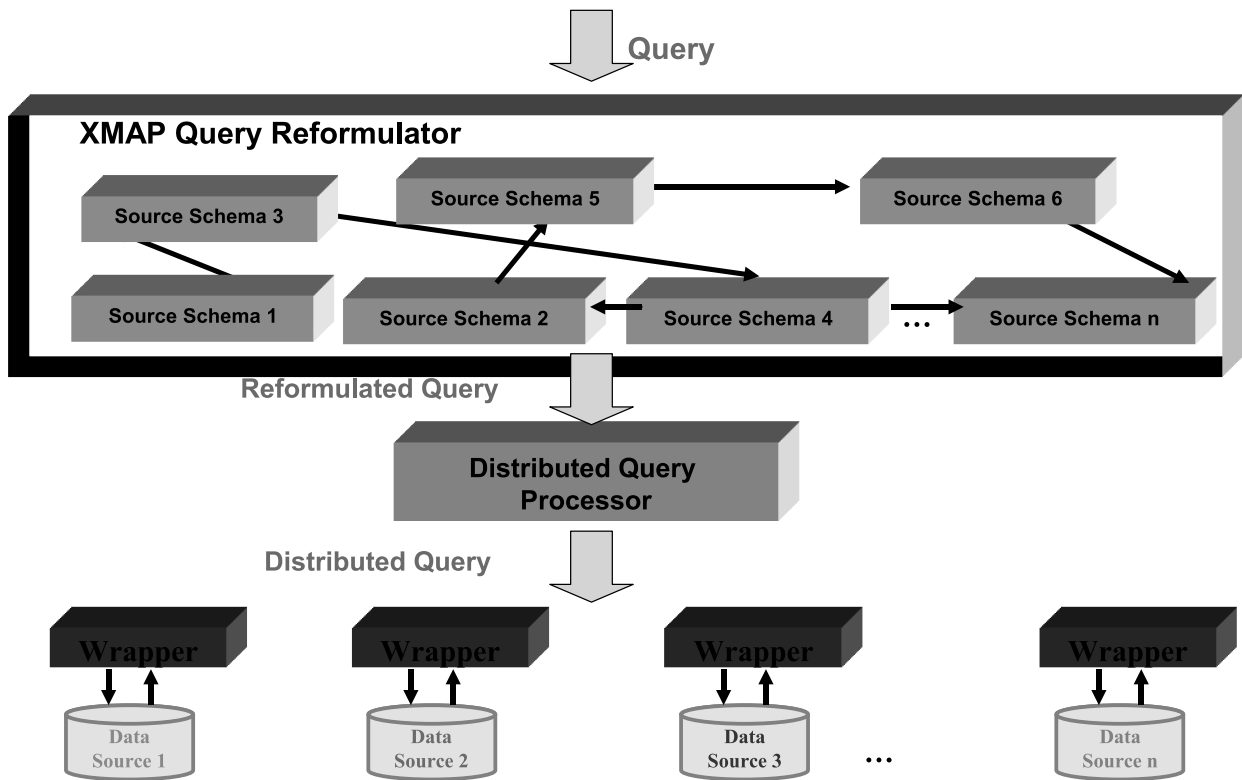 Query
XMAP Query Reformulator
Source Schema 5
Source Schema 6
Source Schema 3
Source Schema 1
Source Schema 2
Source Schema 4
...
Source Schema n
Reformulated Query
Distributed Query
Processor
Distributed Query
Wrapper
Wrapper
Wrapper
Wrapper
Data
Source 1
Data
Source 2
Data
Source 3
...
Data
Source n